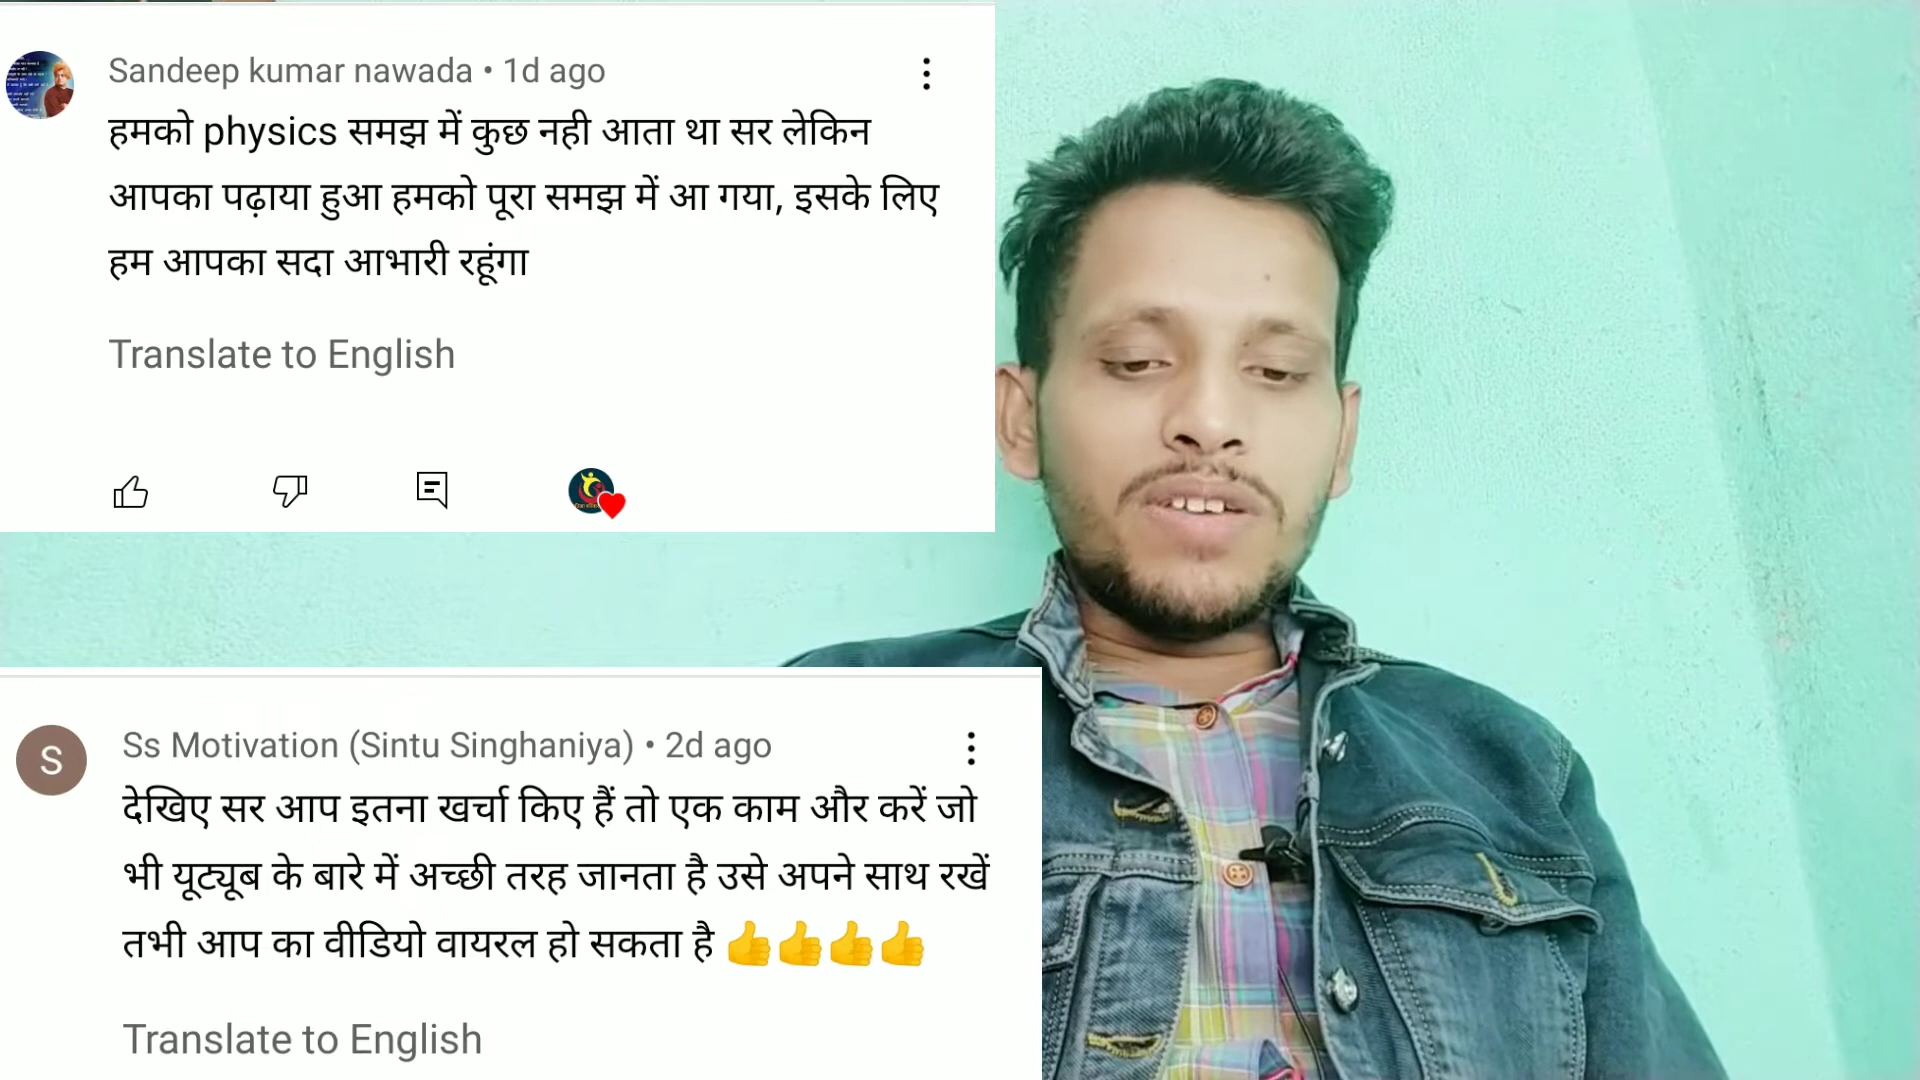 Sandeep kumar nawada • 1d ago
हमको physics समझ में कुछ नही आता था सर लेकिन
आपका पढ़ाया हुआ हमको पूरा समझ में आ गया, इसके लिए
हम आपका सदा आभारी रहूंगा
Translate to English
S
Ss Motivation (Sintu Singhaniya) • 2d ago
देखिए सर आप इतना खर्चा किए हैं तो एक काम और करें जो
भी यूट्यूब के बारे में अच्छी तरह जानता है उसे अपने साथ रखें
तभी आप का वीडियो वायरल हो सकता है 👍👍👍👍
Translate to English